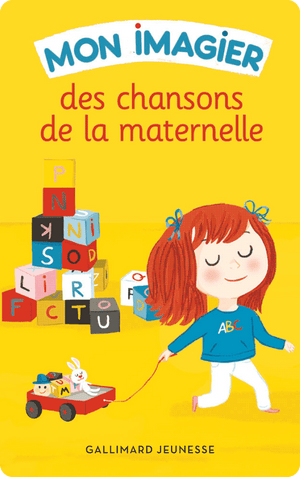 MON iMAGiER
des chansons
de la maternelle
P
N
K N i
S O D
L i R P O
F C T U
ABC
U M
GALLIMARD JEUNESSE